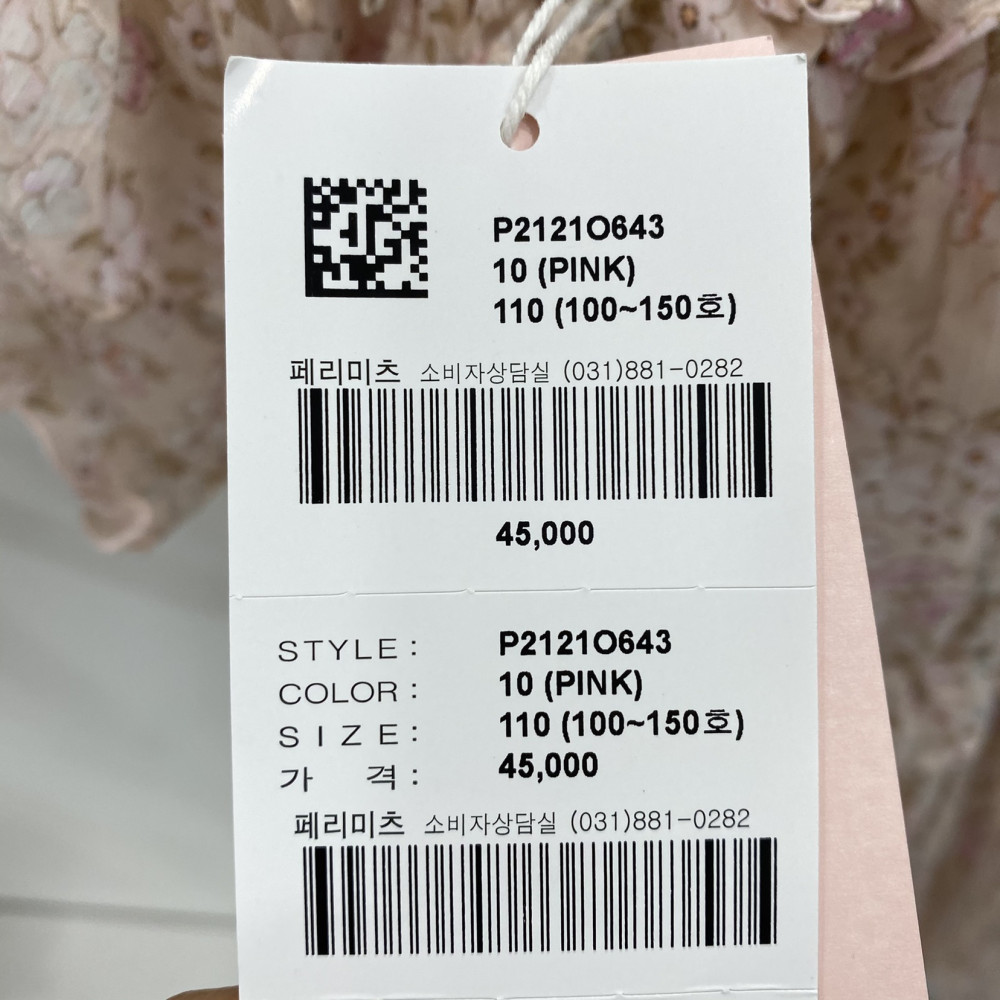 P2121O643
10 (PINK)
110 (100~150호)
페리미츠 소비자상담실 (031)881-0282
45,000
STYLE : P2121O643
COLOR : 10 (PINK)
SIZE : 110 (100~150호)
가 격 : 45,000
페리미츠 소비자상담실 (031)881-0282